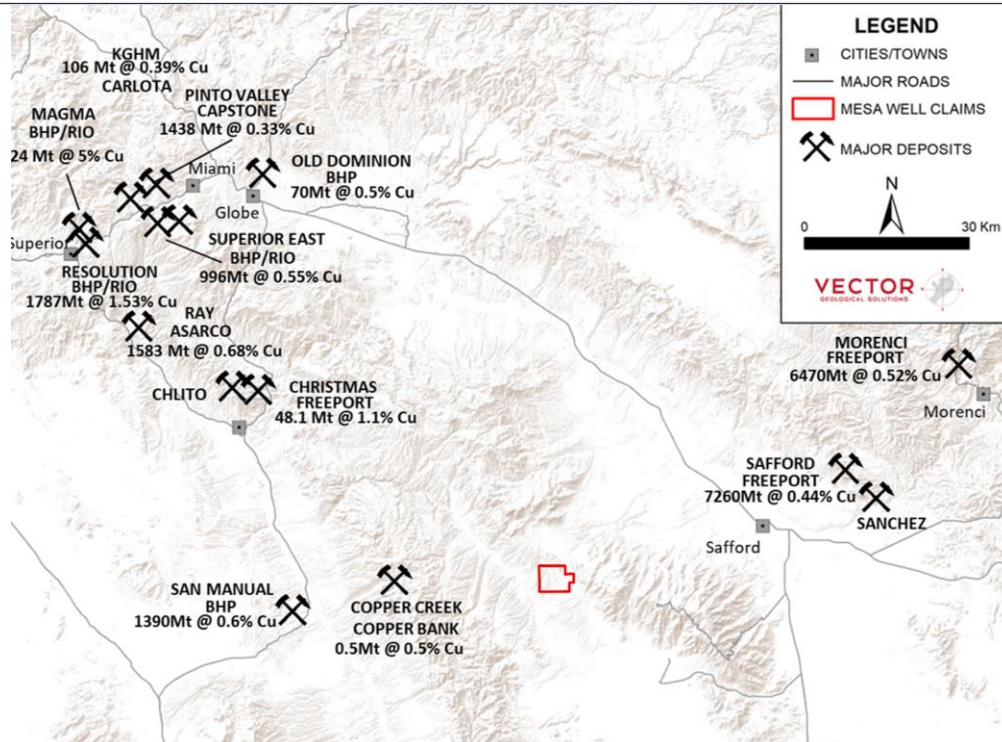 KGHM
106 Mt @ 0.39% Cu
CARLOTA
PINTO VALLEY
CAPSTONE
1438 Mt @ 0.33% Cu
MAGMA
BHP/RIO
24 Mt @ 5% Cu
Miami
OLD DOMINION
BHP
70Mt @ 0.5% Cu
Globe
Superior
SUPERIOR EAST
BHP/RIO
996Mt @ 0.55% Cu
RESOLUTION
BHP/RIO
1787Mt @ 1.53% Cu
RAY
ASARCO
1583 Mt @ 0.68% Cu
CHLITO
CHRISTMAS
FREEPORT
48.1 Mt @ 1.1% Cu
SAN MANUAL
BHP
1390Mt @ 0.6% Cu
COPPER CREEK
COPPER BANK
0.5Mt @ 0.5% Cu
LEGEND
CITIES/TOWNS
MAJOR ROADS
MESA WELL CLAIMS
MAJOR DEPOSITS
N
0 30 Km
VECTOR
GEOLOGICAL SOLUTIONS
MORENCI
FREEPORT
6470Mt @ 0.52% Cu
Morenci
SAFFORD
FREEPORT
7260Mt @ 0.44% Cu
SANCHEZ
Safford